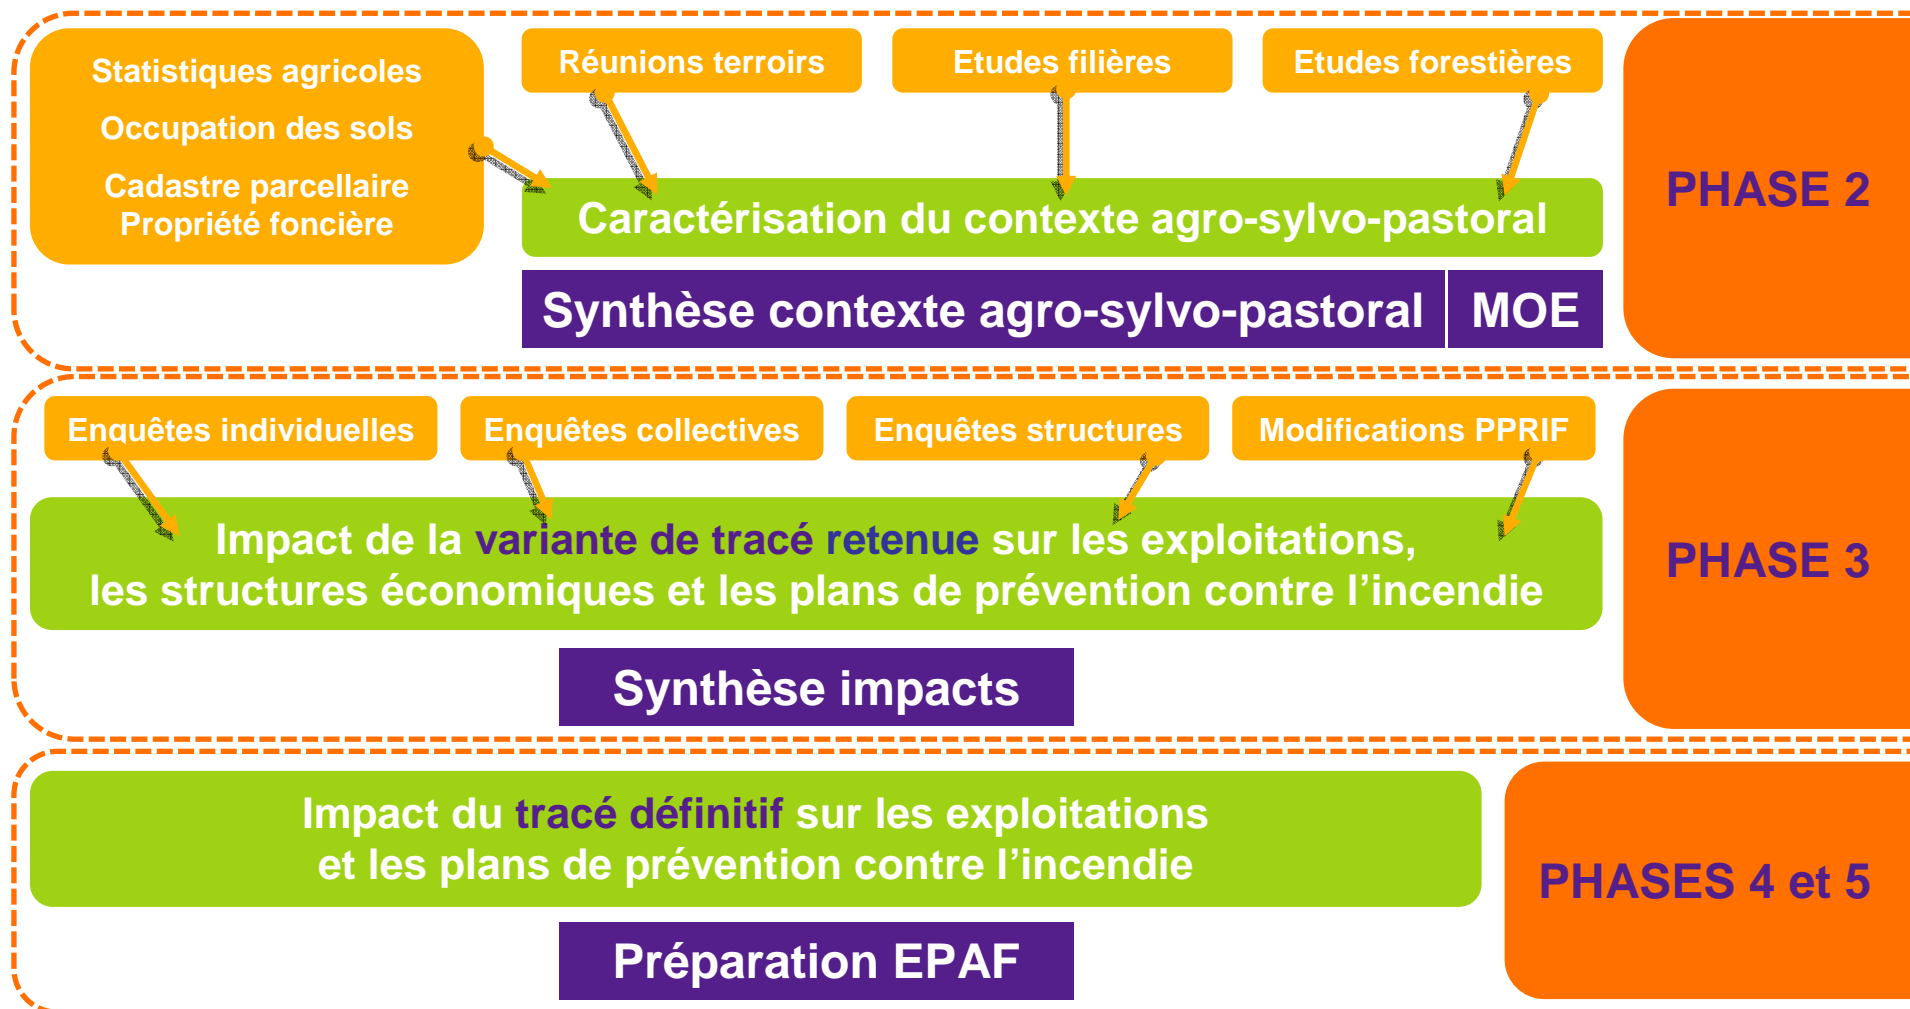 Statistiques agricoles
Occupation des sols
Cadastre parcellaire
Propriété foncière
Réunions terroirs
Etudes filières
Etudes forestières
Caractérisation du contexte agro-sylvo-pastoral
Synthèse contexte agro-sylvo-pastoral
MOE
PHASE 2
Enquêtes individuelles
Enquêtes collectives
Enquêtes structures
Modifications PPRIF
Impact de la variante de tracé retenue sur les exploitations,
les structures économiques et les plans de prévention contre l’incendie
Synthèse impacts
PHASE 3
Impact du tracé définitif sur les exploitations
et les plans de prévention contre l’incendie
Préparation EPAF
PHASES 4 et 5